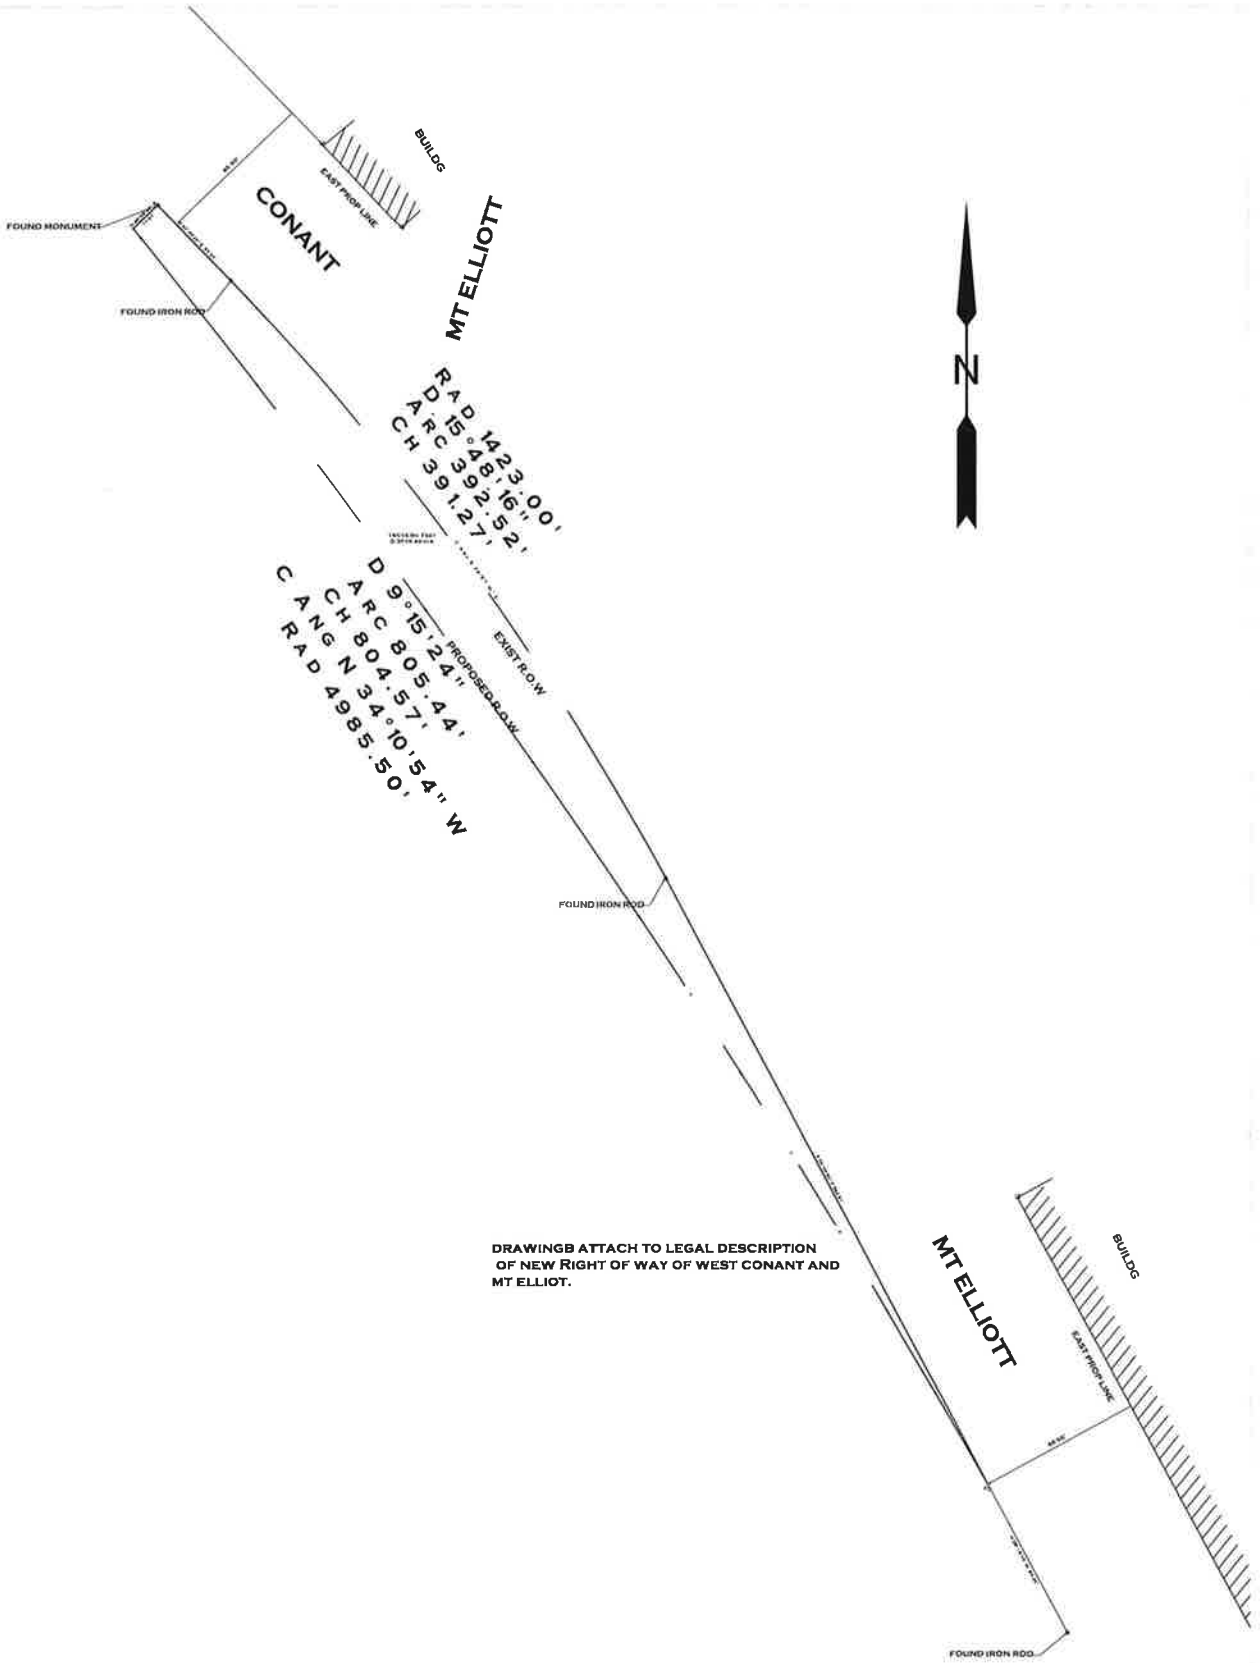 BUILDG
EAST PROP LINE
CONANT
FOUND MONUMENT
MT ELLIOTT
FOUND IRON ROD
N
RAD 1423.00'
D 15°48'16"
ARC 392.52'
CH 391.27'
D 9°15'24"
ARC 805.44'
CH 804.57'
C ANG N 34°10'54" W
RAD 4985.50'
EXIST R.O.W
PROPOSED R.O.W
FOUND IRON ROD
DRAWINGB ATTACH TO LEGAL DESCRIPTION
OF NEW RIGHT OF WAY OF WEST CONANT AND
MT ELLIOT.
MT ELLIOTT
BUILDG
EAST PROP LINE
FOUND IRON ROD